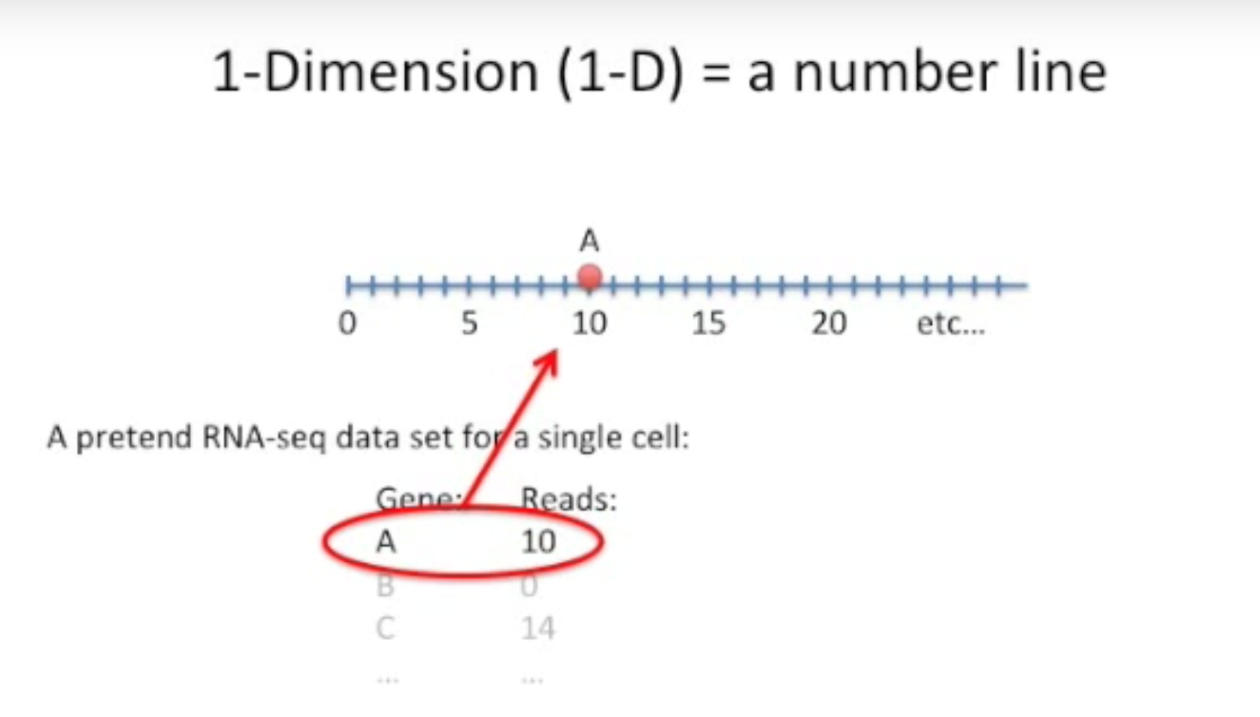 1-Dimension (1-D) = a number line
A
0 5 10 15 20 etc...
A pretend RNA-seq data set for a single cell:
Gene: Reads:
A 10
B 0
C 14
... ...